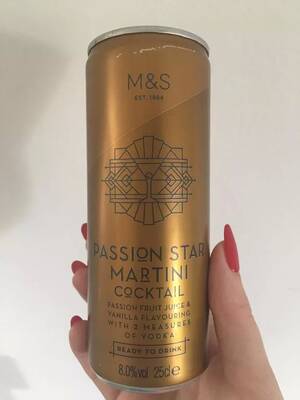 M&S
EST. 1884
PASSION STAR
MARTINI
COCKTAIL
PASSION FRUIT JUICE &
VANILLA FLAVOURING
WITH 2 MEASURES
OF VODKA
READY TO DRINK
8.0%vol 25cl e